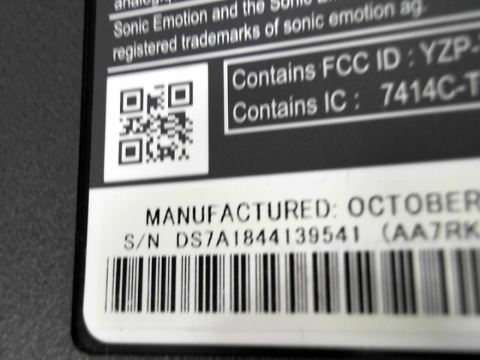 Sonic Emotion and the Sonic
registered trademarks of sonic emotion ag.
Contains FCC ID : YZP-
Contains IC : 7414C-T
MANUFACTURED: OCTOBER
S/N DS7A1844139541 (AA7RK